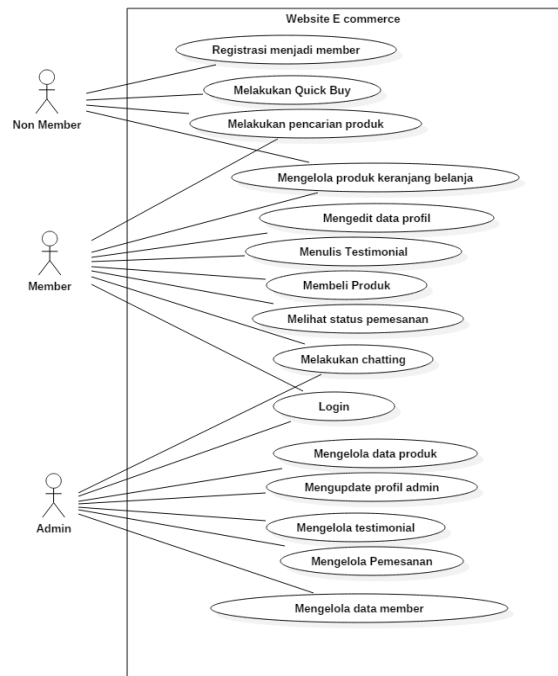 Website E commerce
Registrasi menjadi member
Melakukan Quick Buy
Non Member
Melakukan pencarian produk
Mengelola produk keranjang belanja
Mengedit data profil
Menulis Testimonial
Member
Membeli Produk
Melihat status pemesanan
Melakukan chatting
Login
Mengelola data produk
Mengupdate profil admin
Admin
Mengelola testimonial
Mengelola Pemesanan
Mengelola data member